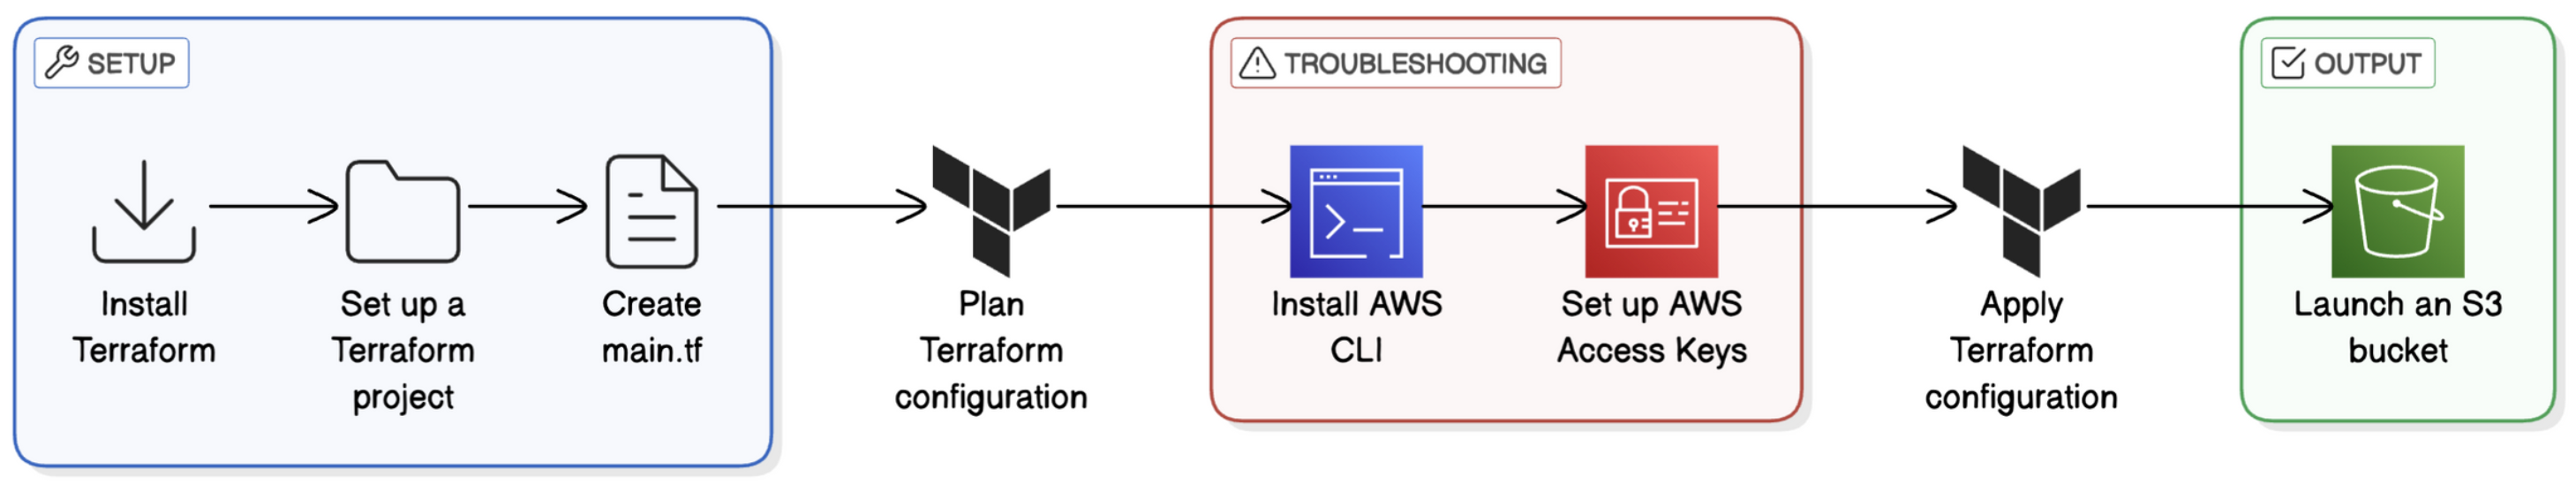 SETUP
Install
Terraform
Set up a
Terraform
project
Create
main.tf
Plan
Terraform
configuration
TROUBLESHOOTING
Install AWS
CLI
Set up AWS
Access Keys
Apply
Terraform
configuration
OUTPUT
Launch an S3
bucket